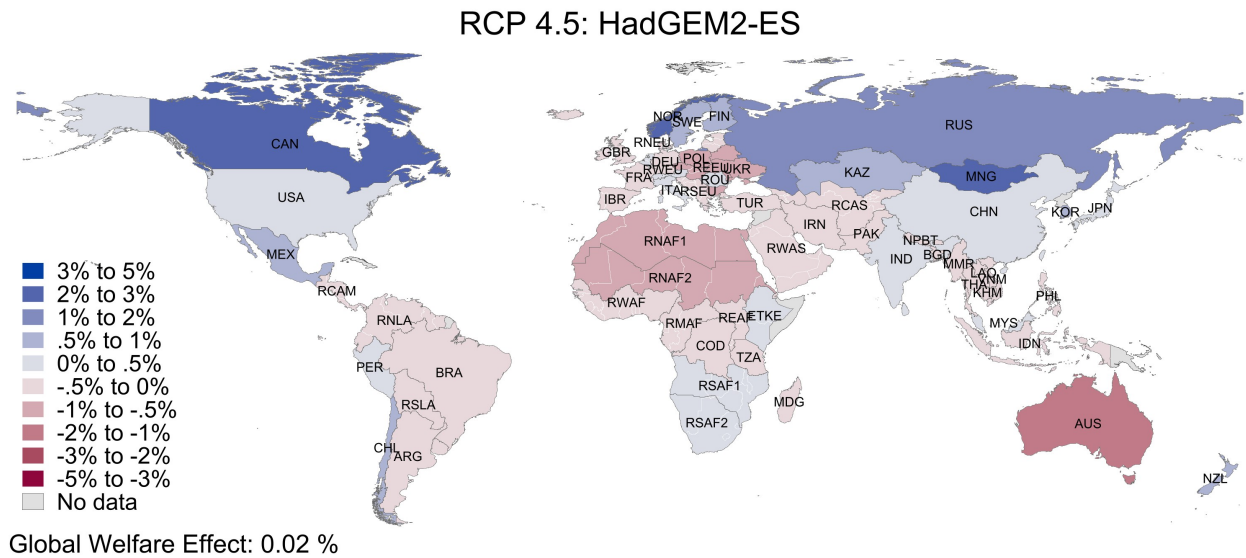 RCP 4.5: HadGEM2-ES
NOR
SWE
FIN
RUS
CAN
RNEU
GBR
DEU
POL
RWEU
REEU
UKR
FRA
ROU
KAZ
MNG
ITA
RSEU
USA
IBR
TUR
RCAS
CHN
KOR
JPN
IRN
PAK
MEX
RNAF1
RWAS
NPBT
IND
BGD
MMR
LAO
VNM
THA
KHM
RNAF2
RCAM
RWAF
PHL
RNLA
RMAF
REAF
ETKE
MYS
COD
IDN
TZA
PER
BRA
RSAF1
MDG
RSLA
RSAF2
AUS
CHL
ARG
NZL
3% to 5%
2% to 3%
1% to 2%
.5% to 1%
0% to .5%
-.5% to 0%
-1% to -.5%
-2% to -1%
-3% to -2%
-5% to -3%
No data
Global Welfare Effect: 0.02 %